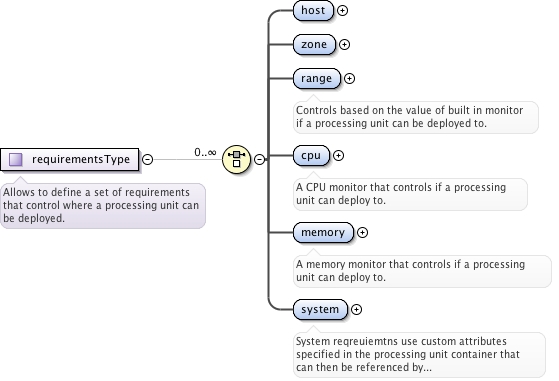 host
zone
range
Controls based on the value of built in monitor
if a processing unit can be deployed to.
requirementsType
0..∞
Allows to define a set of requirements
that control where a processing unit can
be deployed.
cpu
A CPU monitor that controls if a processing
unit can deploy to.
memory
A memory monitor that controls if a processing
unit can deploy to.
system
System reqreuiemtns use custom attributes
specified in the processing unit container that
can then be referenced by...